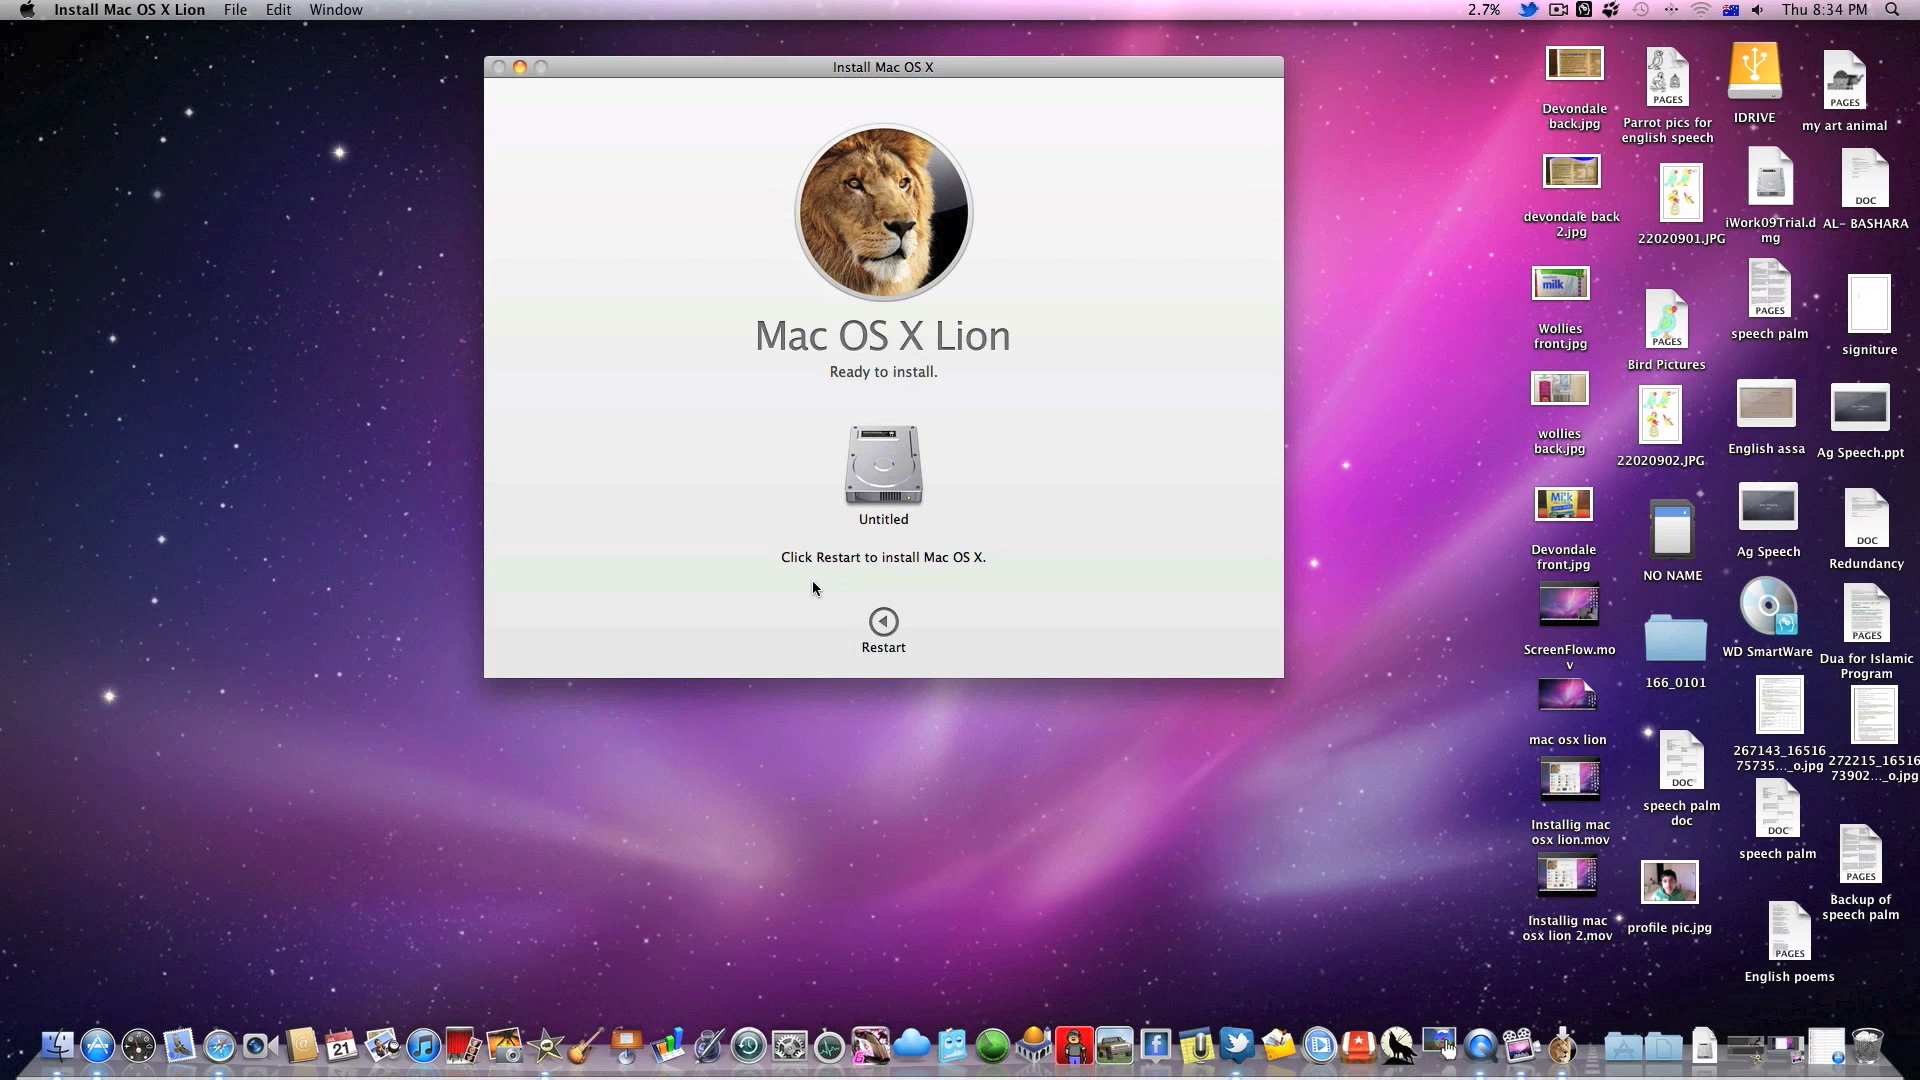 Install Mac OS X Lion File Edit Window
2.7% Thu 8:34 PM
Install Mac OS X
Mac OS X Lion
Ready to install.
Untitled
Click Restart to install Mac OS X.
Restart
Devondale
back.jpg
devondale back
2.jpg
Wollies
front.jpg
milk
wollies
back.jpg
Milk
Devondale
front.jpg
ScreenFlow.mo
v
mac osx lion
Installig mac
osx lion.mov
Installig mac
osx lion 2.mov
PAGES
Parrot pics for
english speech
22020901.JPG
PAGES
Bird Pictures
22020902.JPG
NO NAME
166_0101
DOC
speech palm
doc
profile pic.jpg
IDRIVE
iWork09Trial.d
mg
PAGES
speech palm
English assa
Ag Speech
WD SmartWare
267143_16516
75735..._o.jpg
DOC
speech palm
PAGES
English poems
PAGES
my art animal
DOC
AL- BASHARA
signiture
Ag Speech.ppt
DOC
Redundancy
PAGES
Dua for Islamic
Program
272215_16516
73902..._o.jpg
PAGES
Backup of
speech palm
21